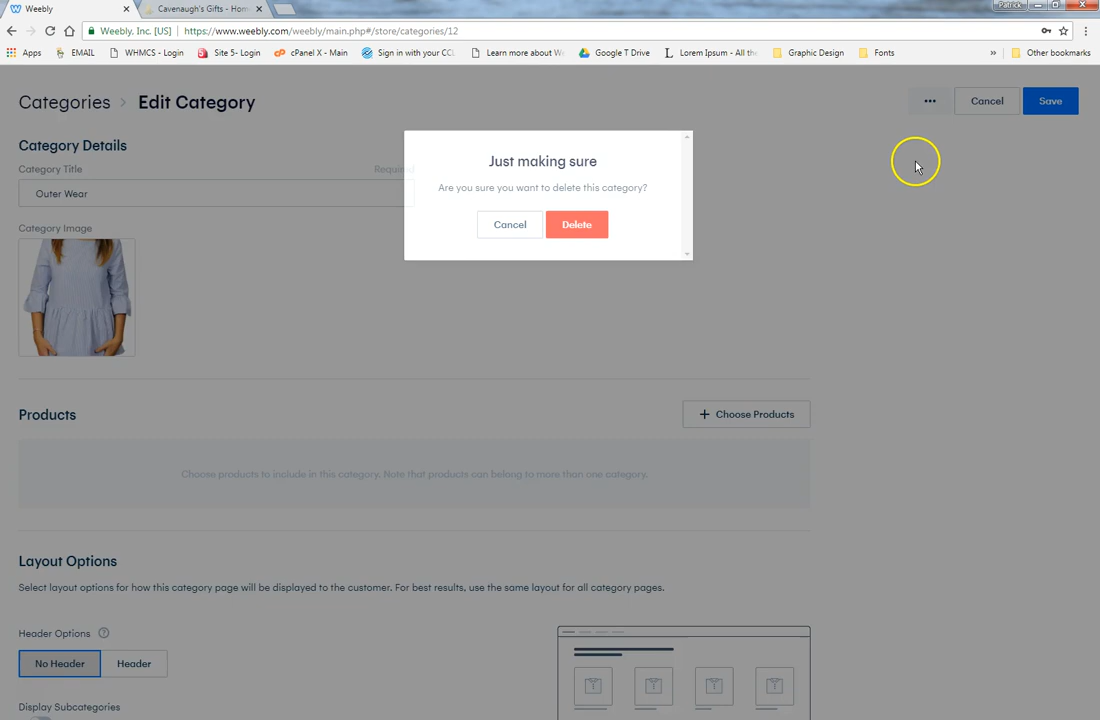 Patrick
Weebly
Cavenaugh's Gifts - Hom
Weebly, Inc. [US] https://www.weebly.com/weebly/main.php#/store/categories/12
Apps EMAIL WHMCS - Login Site 5- Login cPanel X - Main Sign in with your CCL Learn more about We Google T Drive Lorem Ipsum - All the Graphic Design Fonts » Other bookmarks
Categories > Edit Category
••• Cancel Save
Category Details
Category Title Required
Outer Wear
Category Image
Just making sure
Are you sure you want to delete this category?
Cancel Delete
Products
+ Choose Products
Choose products to include in this category. Note that products can belong to more than one category.
Layout Options
Select layout options for how this category page will be displayed to the customer. For best results, use the same layout for all category pages.
Header Options ?
No Header Header
Display Subcategories